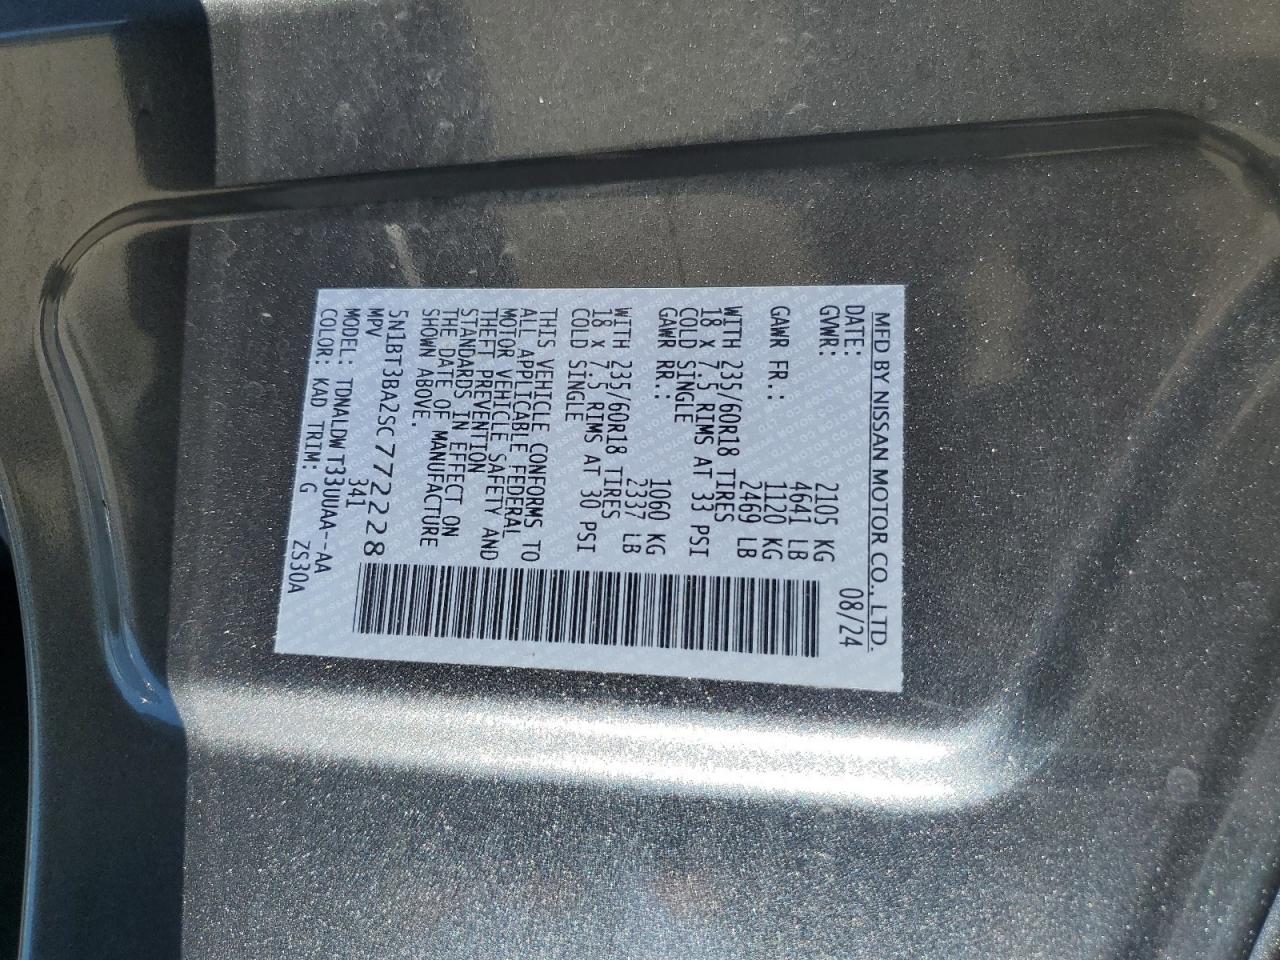 MFD BY NISSAN MOTOR CO., LTD.
DATE: 08/24
GVWR: 2105 KG
4641 LB
GAWR FR.: 1120 KG
2469 LB
WITH 235/60R18 TIRES
18 X 7.5 RIMS AT 33 PSI
COLD SINGLE
GAWR RR.: 1060 KG
2337 LB
WITH 235/60R18 TIRES
18 X 7.5 RIMS AT 30 PSI
COLD SINGLE
THIS VEHICLE CONFORMS TO
ALL APPLICABLE FEDERAL
MOTOR VEHICLE SAFETY AND
THEFT PREVENTION
STANDARDS IN EFFECT ON
THE DATE OF MANUFACTURE
SHOWN ABOVE.
5N1BT3BA2SC772228
MPV 341
MODEL: TDNALDWT33UUAA--AA
COLOR: KAD TRIM: G ZS30A